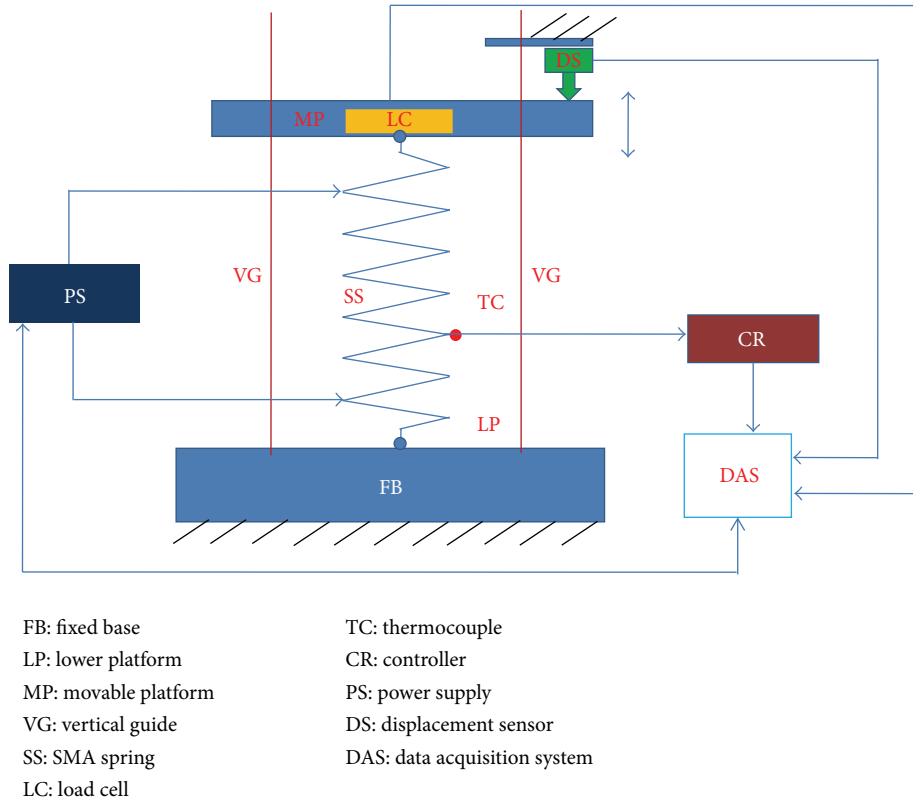 DS
MP
LC
VG
VG
PS
SS
TC
CR
LP
DAS
FB
FB: fixed base
LP: lower platform
MP: movable platform
VG: vertical guide
SS: SMA spring
LC: load cell
TC: thermocouple
CR: controller
PS: power supply
DS: displacement sensor
DAS: data acquisition system